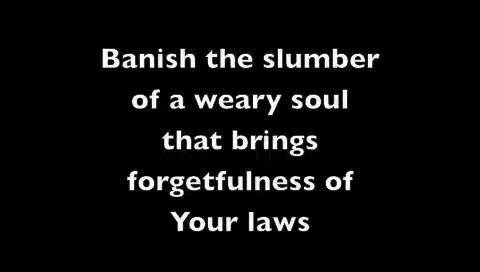 Banish the slumber
of a weary soul
that brings
forgetfulness of
Your laws